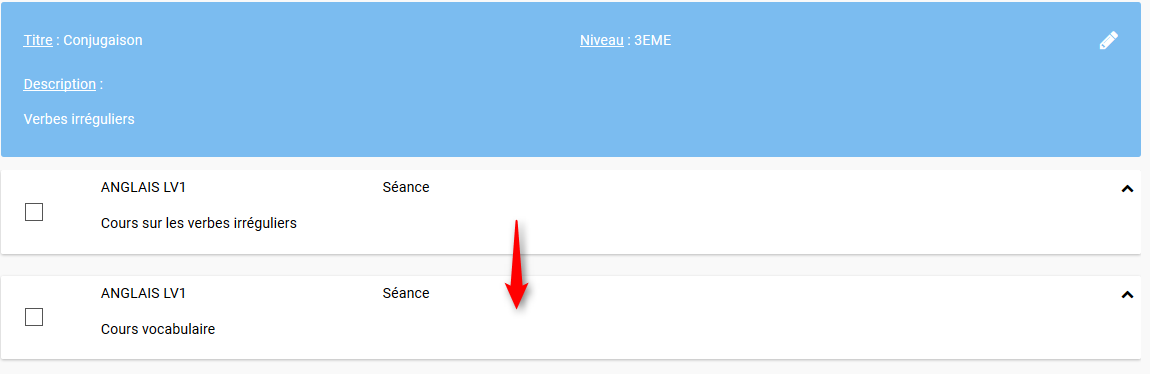 Titre : Conjugaison Niveau : 3EME
Description :
Verbes irréguliers
ANGLAIS LV1 Séance
Cours sur les verbes irréguliers
ANGLAIS LV1 Séance
Cours vocabulaire